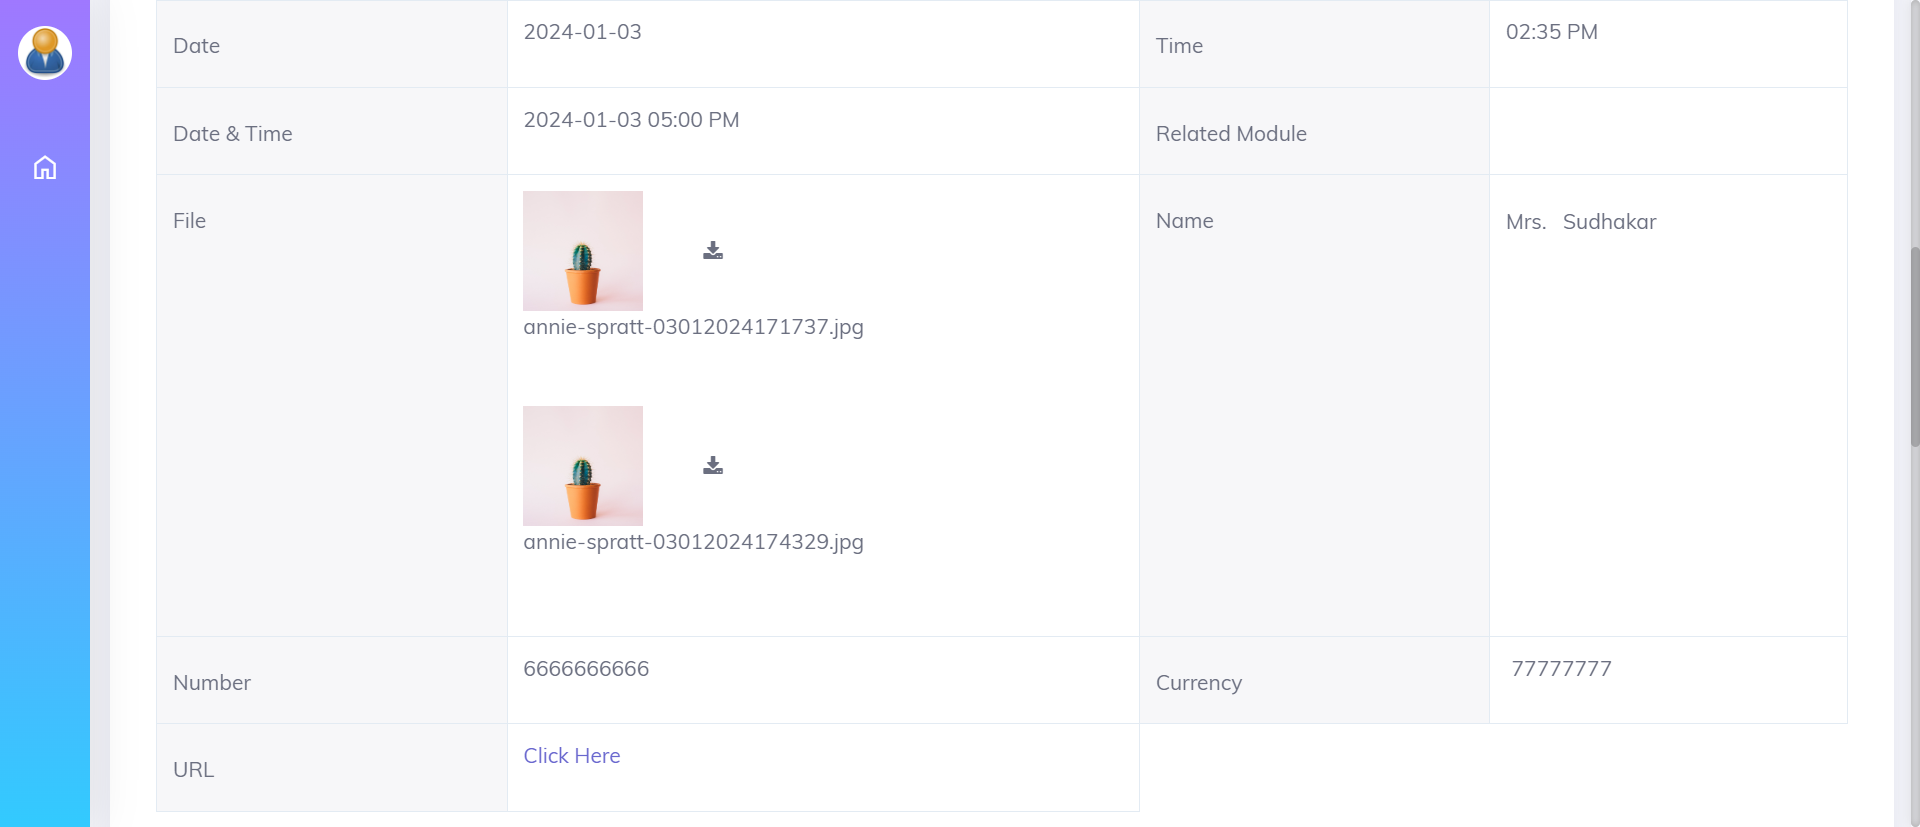 Date 2024-01-03 Time 02:35 PM
Date & Time 2024-01-03 05:00 PM Related Module
File Name Mrs. Sudhakar
annie-spratt-03012024171737.jpg
annie-spratt-03012024174329.jpg
Number 6666666666 Currency 77777777
URL Click Here